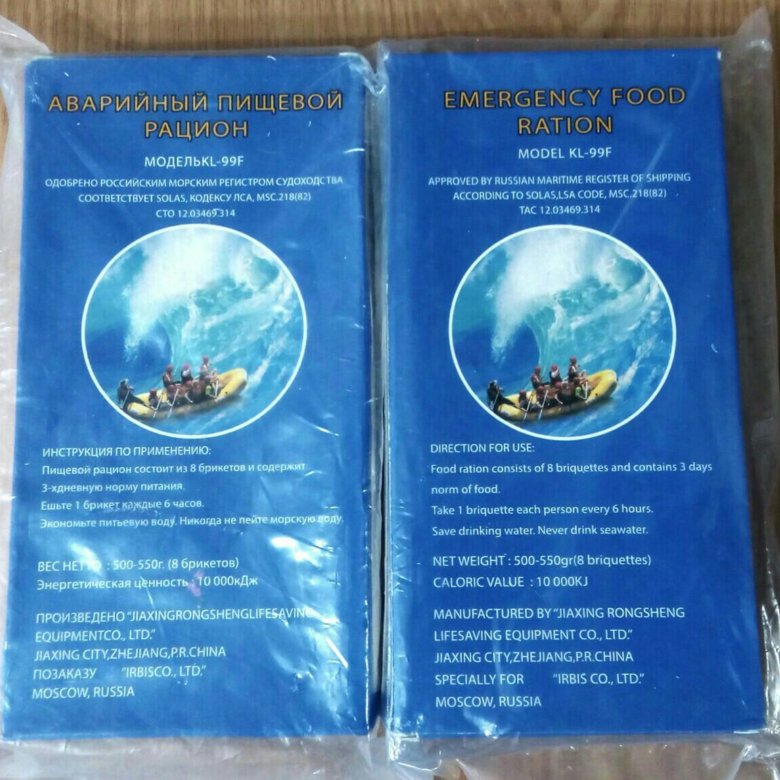 АВАРИЙНЫЙ ПИЩЕВОЙ
РАЦИОН
МОДЕЛЬKL-99F
ОДОБРЕНО РОССИЙСКИМ МОРСКИМ РЕГИСТРОМ СУДОХОДСТВА
СООТВЕТСТВУЕТ SOLAS, КОДЕКСУ ЛСА, MSC.218(82)
СТО 12.03469.314
ИНСТРУКЦИЯ ПО ПРИМЕНЕНИЮ:
Пищевой рацион состоит из 8 брикетов и содержит
3-хдневную норму питания.
Ешьте 1 брикет каждые 6 часов.
Экономьте питьевую воду. Никогда не пейте морскую воду.
ВЕС НЕТТО : 500-550г. (8 брикетов)
Энергетическая ценность : 10 000кДж
ПРОИЗВЕДЕНО "JIAXINGRONGSHENGLIFESAVING
EQUIPMENTCO., LTD."
JIAXING CITY,ZHEJIANG,P.R.CHINA
ПОЗАКАЗУ "IRBISCO., LTD."
MOSCOW, RUSSIA
EMERGENCY FOOD
RATION
MODEL KL-99F
APPROVED BY RUSSIAN MARITIME REGISTER OF SHIPPING
ACCORDING TO SOLAS,LSA CODE, MSC.218(82)
TAC 12.03469.314
DIRECTION FOR USE:
Food ration consists of 8 briquettes and contains 3 days
norm of food.
Take 1 briquette each person every 6 hours.
Save drinking water. Never drink seawater.
NET WEIGHT : 500-550gr(8 briquettes)
CALORIC VALUE : 10 000KJ
MANUFACTURED BY "JIAXING RONGSHENG
LIFESAVING EQUIPMENT CO., LTD."
JIAXING CITY,ZHEJIANG,P.R.CHINA
SPECIALLY FOR "IRBIS CO., LTD."
MOSCOW, RUSSIA